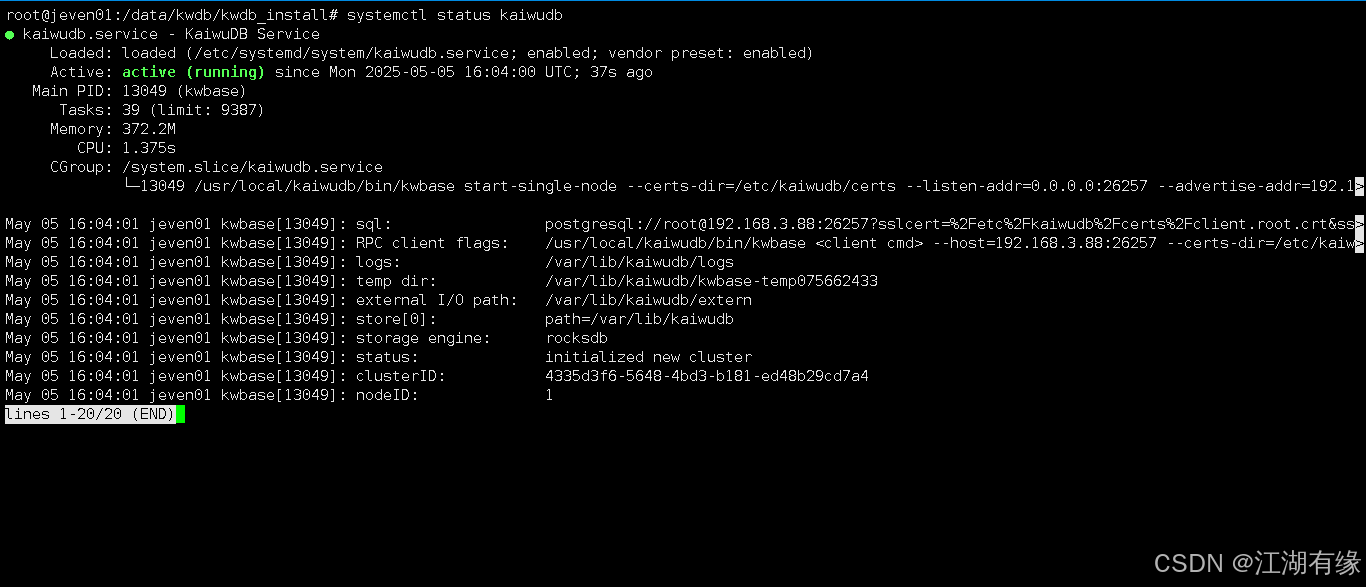 root@jeven01:/data/kwdb/kwdb_install# systemctl status kaiwudb
● kaiwudb.service - KaiwuDB Service
Loaded: loaded (/etc/systemd/system/kaiwudb.service; enabled; vendor preset: enabled)
Active: active (running) since Mon 2025-05-05 16:04:00 UTC; 37s ago
Main PID: 13049 (kwbase)
Tasks: 39 (limit: 9387)
Memory: 372.2M
CPU: 1.375s
CGroup: /system.slice/kaiwudb.service
└─13049 /usr/local/kaiwudb/bin/kwbase start-single-node --certs-dir=/etc/kaiwudb/certs --listen-addr=0.0.0.0:26257 --advertise-addr=192.1>
May 05 16:04:01 jeven01 kwbase[13049]: sql: postgresql://root@192.168.3.88:26257?sslcert=%2Fetc%2Fkaiwudb%2Fcerts%2Fclient.root.crt&ss>
May 05 16:04:01 jeven01 kwbase[13049]: RPC client flags: /usr/local/kaiwudb/bin/kwbase <client cmd> --host=192.168.3.88:26257 --certs-dir=/etc/kaiw>
May 05 16:04:01 jeven01 kwbase[13049]: logs: /var/lib/kaiwudb/logs
May 05 16:04:01 jeven01 kwbase[13049]: temp dir: /var/lib/kaiwudb/kwbase-temp075662433
May 05 16:04:01 jeven01 kwbase[13049]: external I/O path: /var/lib/kaiwudb/extern
May 05 16:04:01 jeven01 kwbase[13049]: store[0]: path=/var/lib/kaiwudb
May 05 16:04:01 jeven01 kwbase[13049]: storage engine: rocksdb
May 05 16:04:01 jeven01 kwbase[13049]: status: initialized new cluster
May 05 16:04:01 jeven01 kwbase[13049]: clusterID: 4335d3f6-5648-4bd3-b181-ed48b29cd7a4
May 05 16:04:01 jeven01 kwbase[13049]: nodeID: 1
lines 1-20/20 (END)
CSDN @江湖有缘